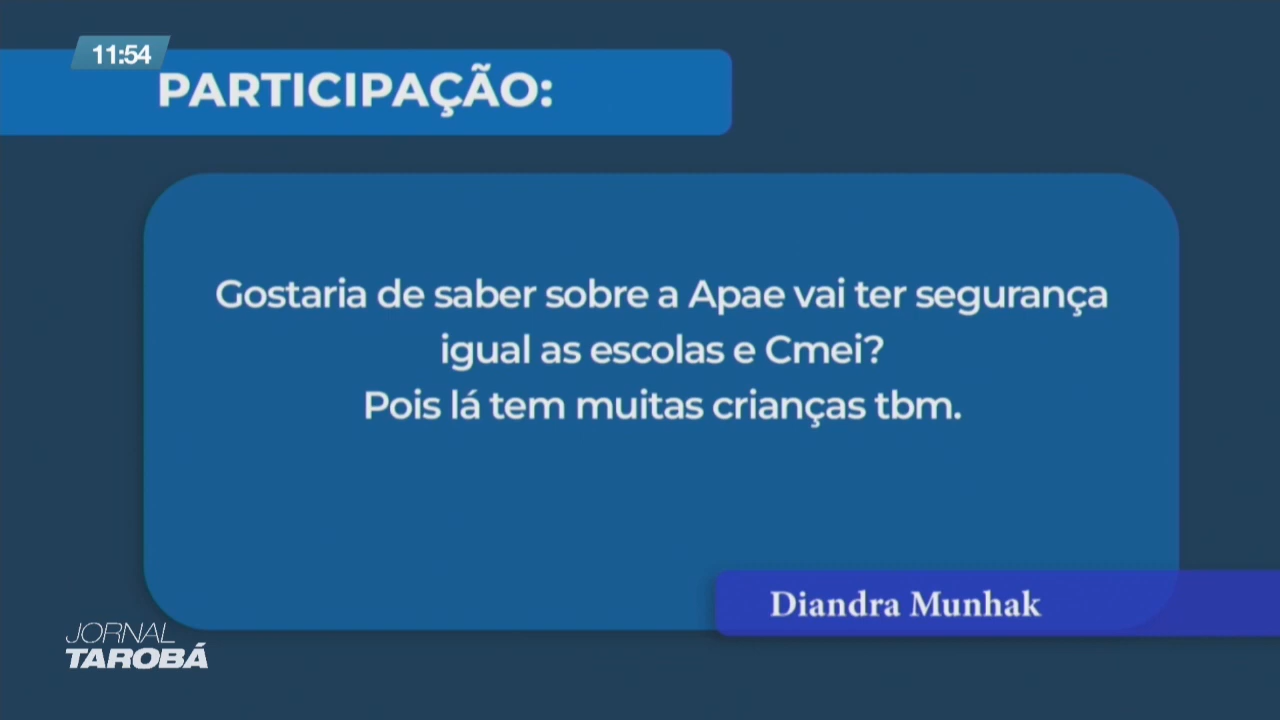 11:54
PARTICIPAÇÃO:
Gostaria de saber sobre a Apae vai ter segurança
igual as escolas e Cmei?
Pois lá tem muitas crianças tbm.
Diandra Munhak
JORNAL
TAROBÁ